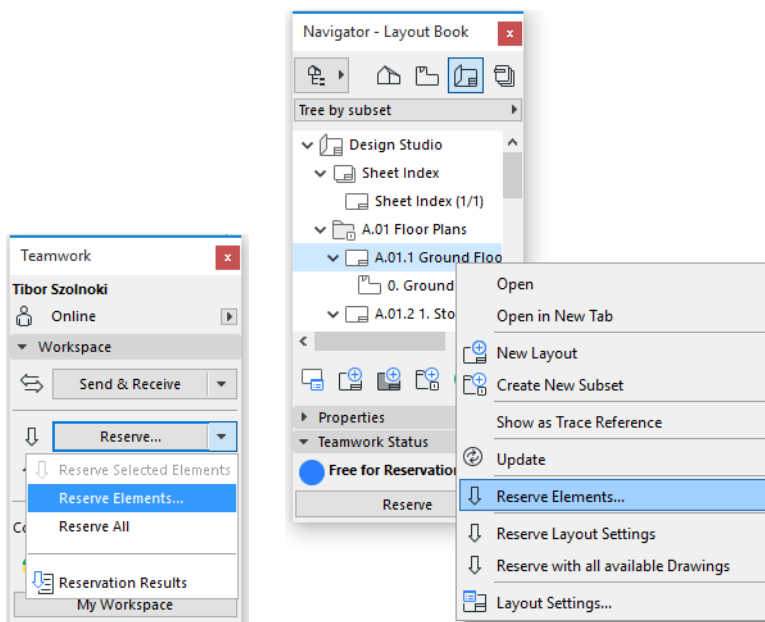 Navigator - Layout Book
Tree by subset
Design Studio
Sheet Index
Sheet Index (1/1)
A.01 Floor Plans
A.01.1 Ground Floo
0. Ground
A.01.2 1. Sto
Properties
Teamwork Status
Free for Reservatio
Reserve
Open
Open in New Tab
New Layout
Create New Subset
Show as Trace Reference
Update
Reserve Elements...
Reserve Layout Settings
Reserve with all available Drawings
Layout Settings...
Teamwork
Tibor Szolnoki
Online
Workspace
Send & Receive
Reserve...
Reserve Selected Elements
Reserve Elements...
Reserve All
Co
Reservation Results
My Workspace